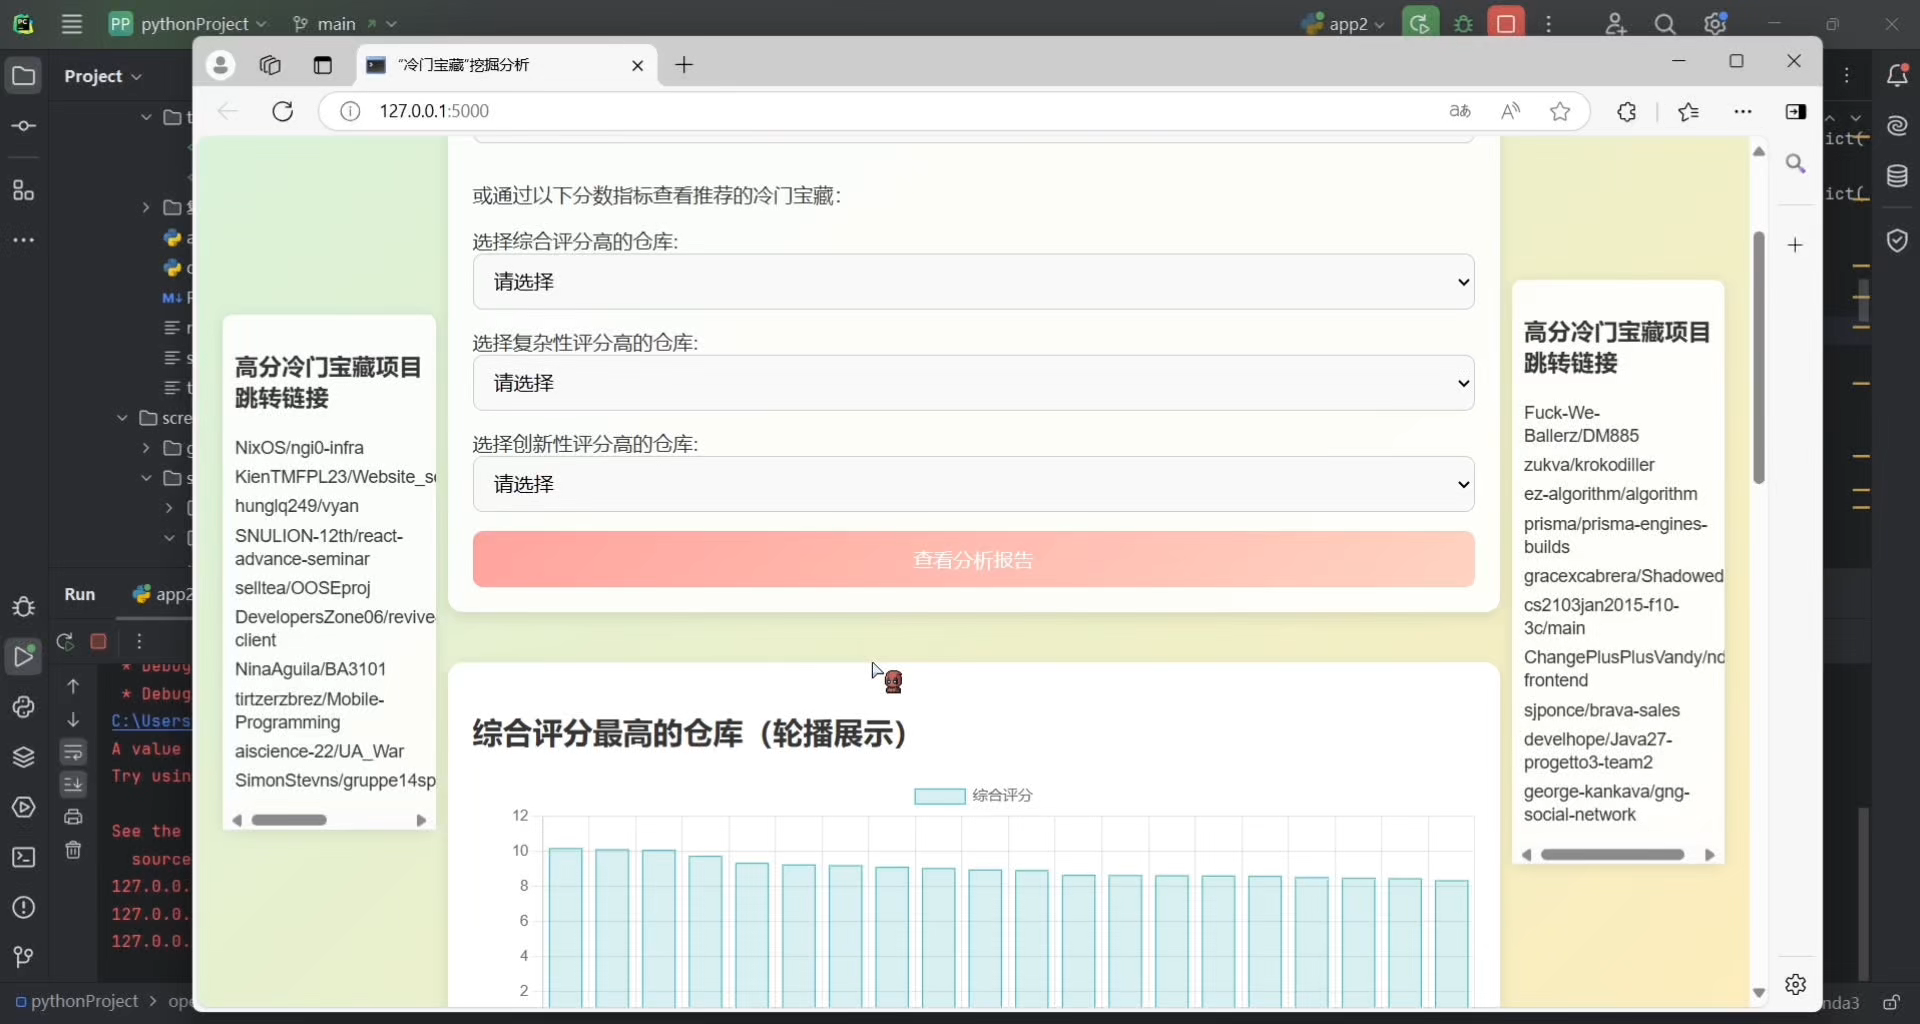 PP pythonProject
main
app2
Project
"冷门宝藏"挖掘分析
127.0.0.1:5000
或通过以下分数指标查看推荐的冷门宝藏：
选择综合评分高的仓库:
请选择
选择复杂性评分高的仓库:
请选择
选择创新性评分高的仓库:
请选择
查看分析报告
高分冷门宝藏项目
跳转链接
NixOS/ngi0-infra
KienTMFPL23/Website_s
hunglq249/vyan
SNULION-12th/react-
advance-seminar
selltea/OOSEproj
DevelopersZone06/revive
client
NinaAguila/BA3101
tirtzerzbrez/Mobile-
Programming
aiscience-22/UA_War
SimonStevns/gruppe14sp
高分冷门宝藏项目
跳转链接
Fuck-We-
Ballerz/DM885
zukva/krokodiller
ez-algorithm/algorithm
prisma/prisma-engines-
builds
gracexcabrera/Shadowed
cs2103jan2015-f10-
3c/main
ChangePlusPlusVandy/nd
frontend
sjponce/brava-sales
develhope/Java27-
progetto3-team2
george-kankava/gng-
social-network
综合评分最高的仓库（轮播展示）
综合评分
12
10
8
6
4
2
Run
app2
* Debug
* Debug
C:\Users
A value
Try usin
See the
source
127.0.0.
127.0.0.
127.0.0.
pythonProject > ope
nda3
ict(
ict(
scre